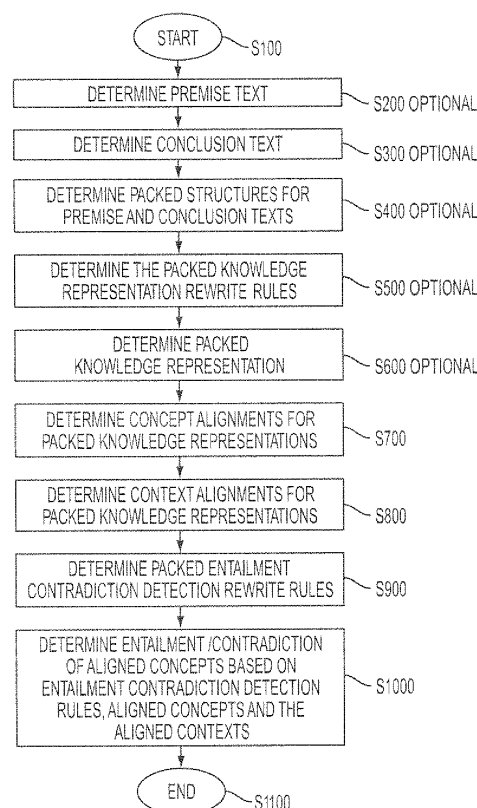 START
S100
DETERMINE PREMISE TEXT
S200 OPTIONAL
DETERMINE CONCLUSION TEXT
S300 OPTIONAL
DETERMINE PACKED STRUCTURES FOR
PREMISE AND CONCLUSION TEXTS
S400 OPTIONAL
DETERMINE THE PACKED KNOWLEDGE
REPRESENTATION REWRITE RULES
S500 OPTIONAL
DETERMINE PACKED
KNOWLEDGE REPRESENTATION
S600 OPTIONAL
DETERMINE CONCEPT ALIGNMENTS FOR
PACKED KNOWLEDGE REPRESENTATIONS
S700
DETERMINE CONTEXT ALIGNMENTS FOR
PACKED KNOWLEDGE REPRESENTATIONS
S800
DETERMINE PACKED ENTAILMENT
CONTRADICTION DETECTION REWRITE RULES
S900
DETERMINE ENTAILMENT /CONTRADICTION
OF ALIGNED CONCEPTS BASED ON
ENTAILMENT CONTRADICTION DETECTION
RULES, ALIGNED CONCEPTS AND THE
ALIGNED CONTEXTS
S1000
END
S1100